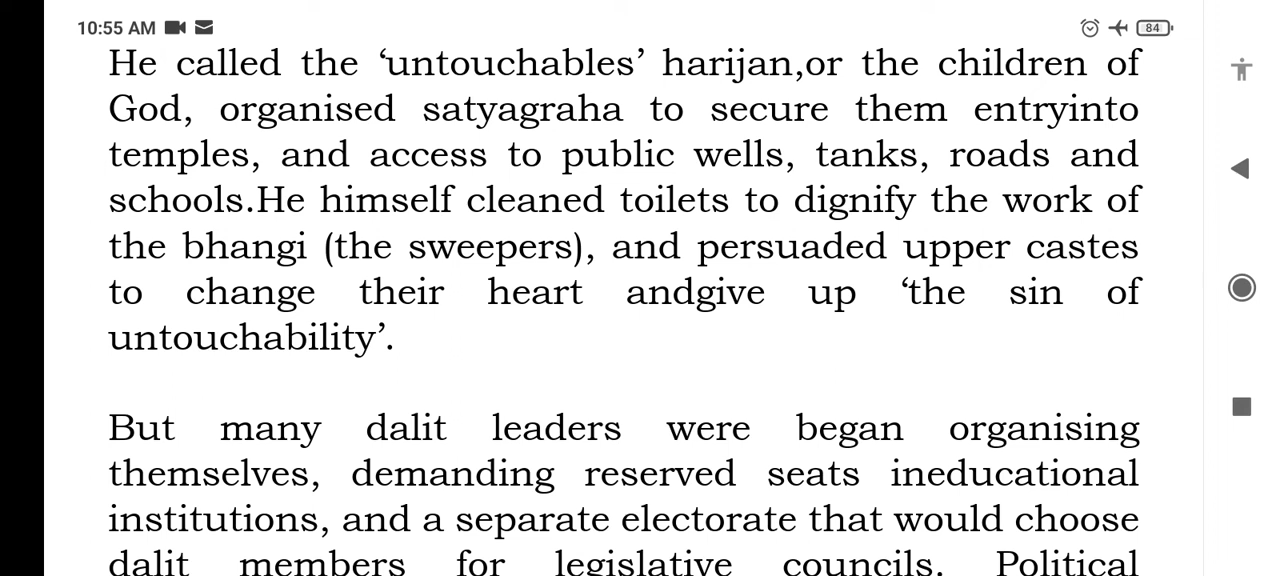 10:55 AM
84
He called the ‘untouchables’ harijan,or the children of
God, organised satyagraha to secure them entryinto
temples, and access to public wells, tanks, roads and
schools.He himself cleaned toilets to dignify the work of
the bhangi (the sweepers), and persuaded upper castes
to change their heart andgive up ‘the sin of
untouchability’.
But many dalit leaders were began organising
themselves, demanding reserved seats ineducational
institutions, and a separate electorate that would choose
dalit members for legislative councils. Political